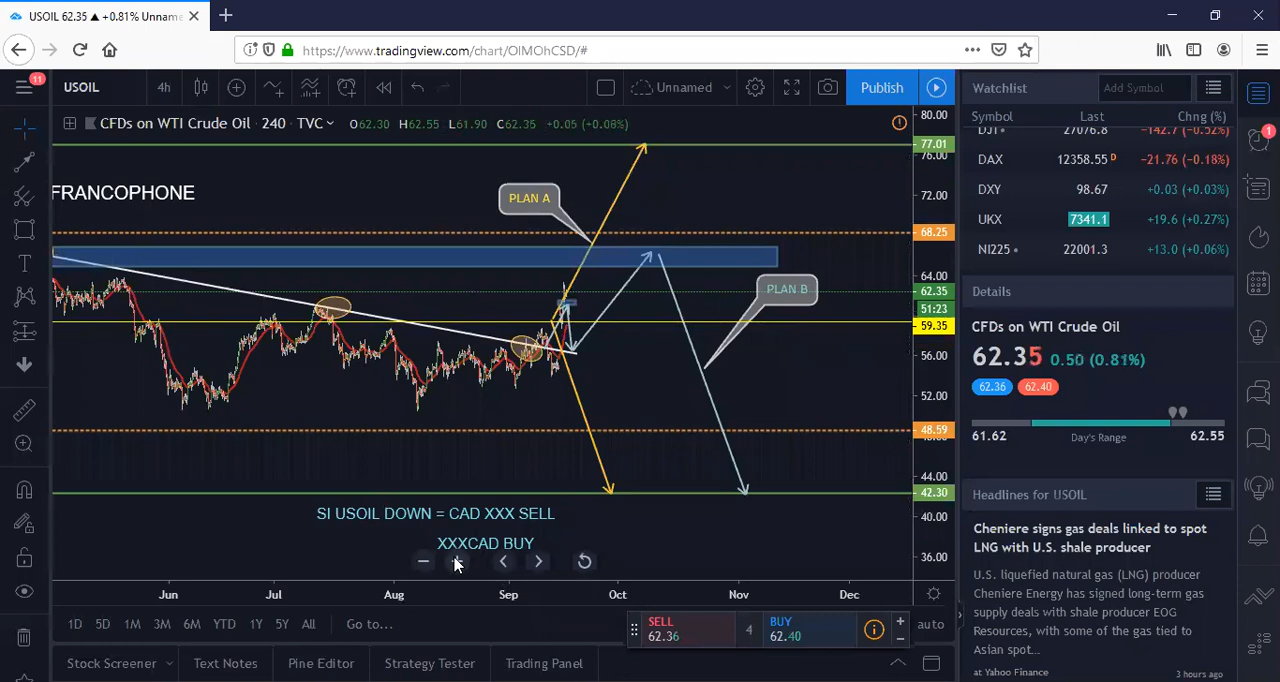 USOIL 62.35 ▲ +0.81% Unname
https://www.tradingview.com/chart/OIMOhCSD/#
11
USOIL
4h
Unnamed
Publish
CFDs on WTI Crude Oil · 240 · TVC
O62.30 H62.55 L61.90 C62.35 +0.05 (+0.08%)
FRANCOPHONE
PLAN A
PLAN B
80.00
77.01
76.00
72.00
68.25
64.00
62.35
51:23
59.35
56.00
52.00
48.59
44.00
42.30
40.00
36.00
SI USOIL DOWN = CAD XXX SELL
XXXCAD BUY
Jun Jul Aug Sep Oct Nov Dec
1D 5D 1M 3M 6M YTD 1Y 5Y All Go to...
SELL
62.36
4
BUY
62.40
auto
Stock Screener Text Notes Pine Editor Strategy Tester Trading Panel
Watchlist
Add Symbol
Symbol Last Chng (%)
DJI 27076.8 −142.7 (−0.52%)
DAX 12358.55 D −21.76 (−0.18%)
DXY 98.67 +0.03 (+0.03%)
UKX 7341.1 +19.6 (+0.27%)
NI225 22001.3 +13.0 (+0.06%)
1
Details
CFDs on WTI Crude Oil
62.35 0.50 (0.81%)
62.36 62.40
61.62 Day's Range 62.55
Headlines for USOIL
Cheniere signs gas deals linked to spot
LNG with U.S. shale producer
U.S. liquefied natural gas (LNG) producer
Cheniere Energy has signed long-term gas
supply deals with shale producer EOG
Resources, with some of the gas tied to
Asian spot...
at Yahoo Finance
3 hours ago